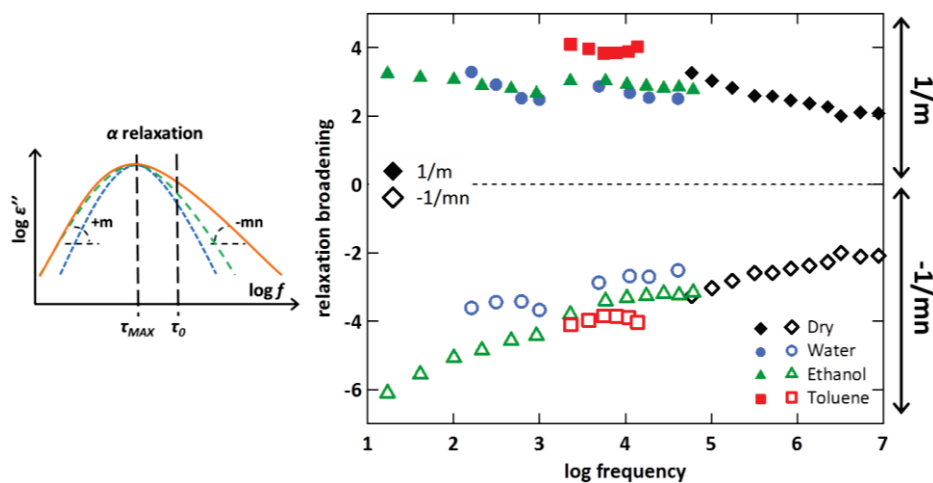 α relaxation
log ε″
+m
-mn
log f
τMAX
τ0
relaxation broadening
4
2
0
-2
-4
-6
1/m
-1/mn
Dry
Water
Ethanol
Toluene
1
2
3
4
5
6
7
log frequency
1/m
-1/mn